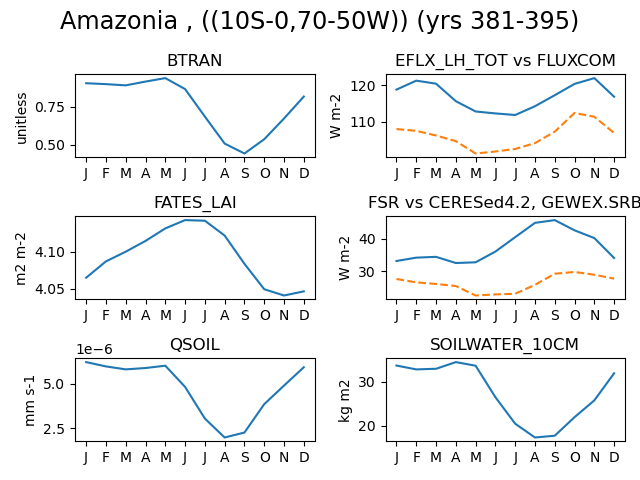 Amazonia , ((10S-0,70-50W)) (yrs 381-395)
BTRAN
unitless
0.75
0.50
J F M A M J J A S O N D
EFLX_LH_TOT vs FLUXCOM
W m-2
120
110
J F M A M J J A S O N D
FATES_LAI
m2 m-2
4.10
4.05
J F M A M J J A S O N D
FSR vs CERESed4.2, GEWEX.SRB
W m-2
40
30
J F M A M J J A S O N D
QSOIL
1e−6
mm s-1
5.0
2.5
J F M A M J J A S O N D
SOILWATER_10CM
kg m2
30
20
J F M A M J J A S O N D